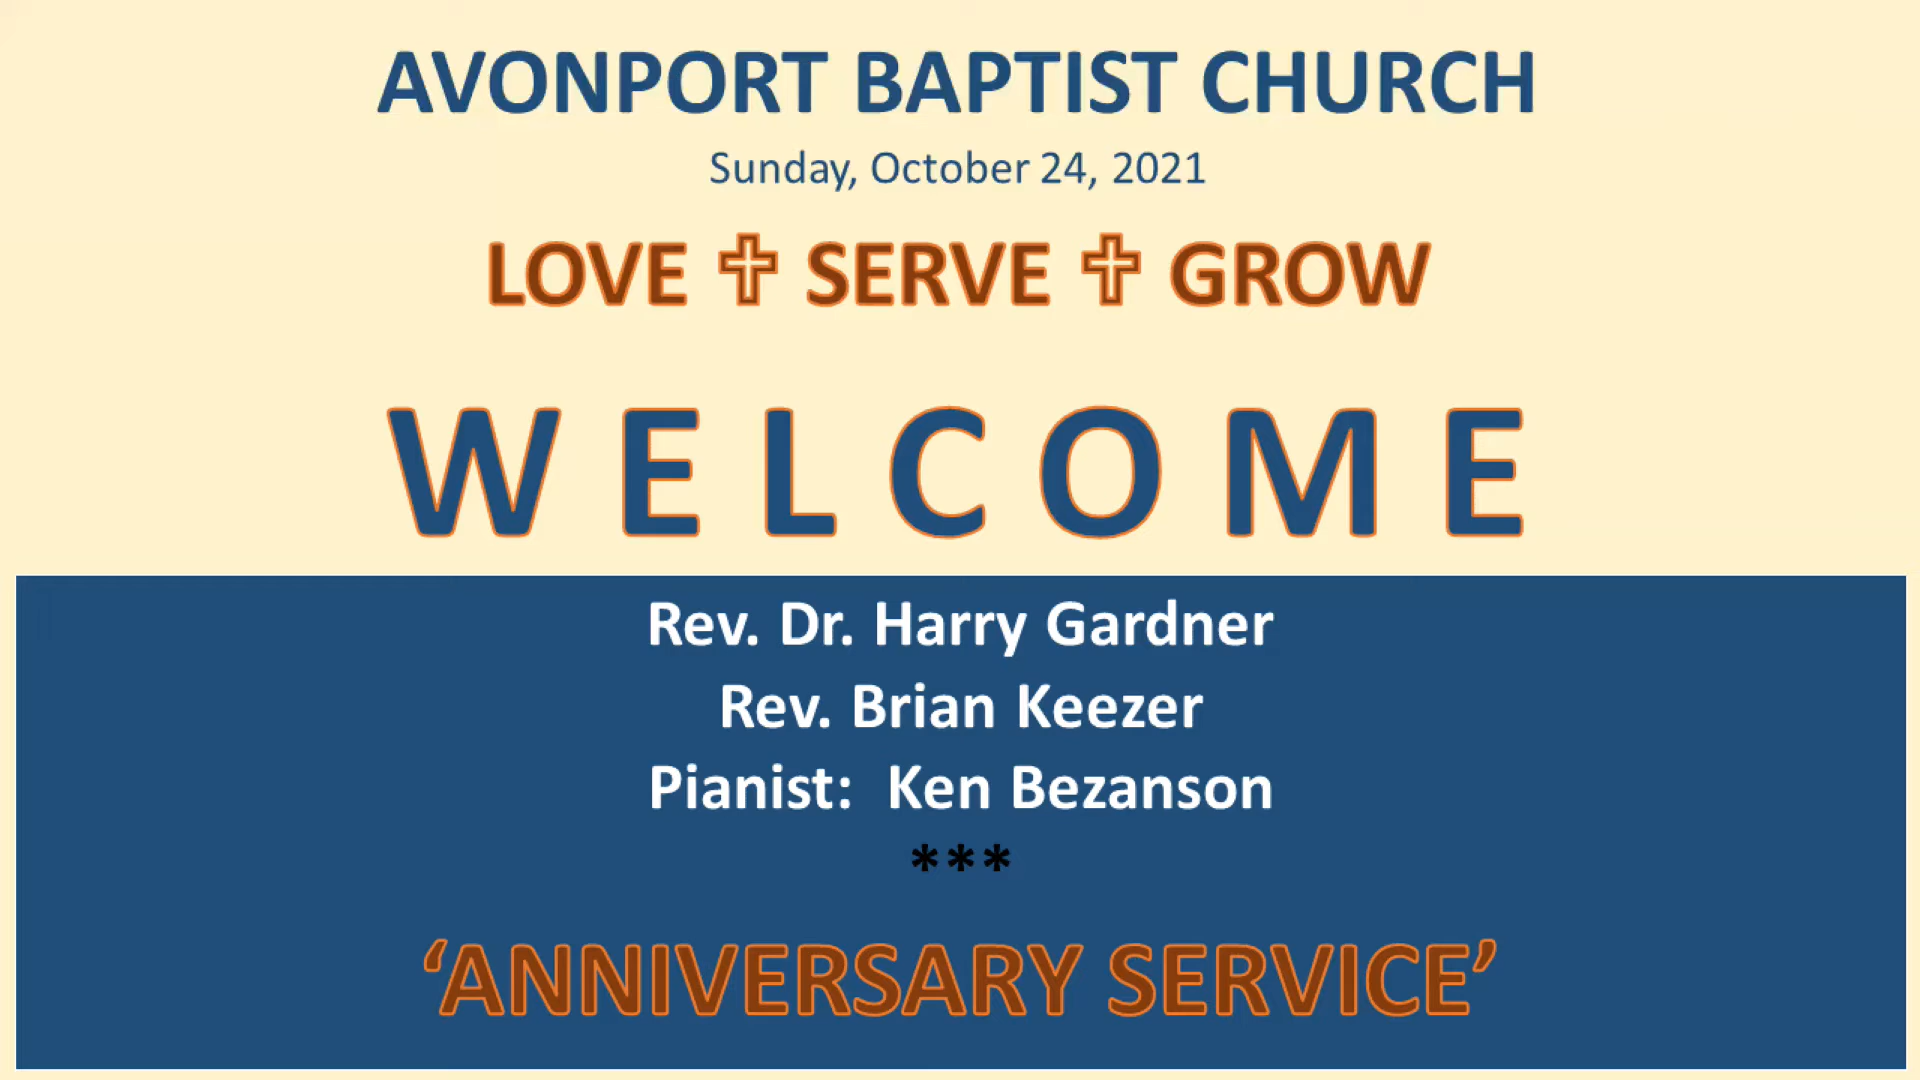 AVONPORT BAPTIST CHURCH
Sunday, October 24, 2021
LOVE ✞ SERVE ✞ GROW
W E L C O M E
Rev. Dr. Harry Gardner
Rev. Brian Keezer
Pianist:  Ken Bezanson
***
‘ANNIVERSARY SERVICE’